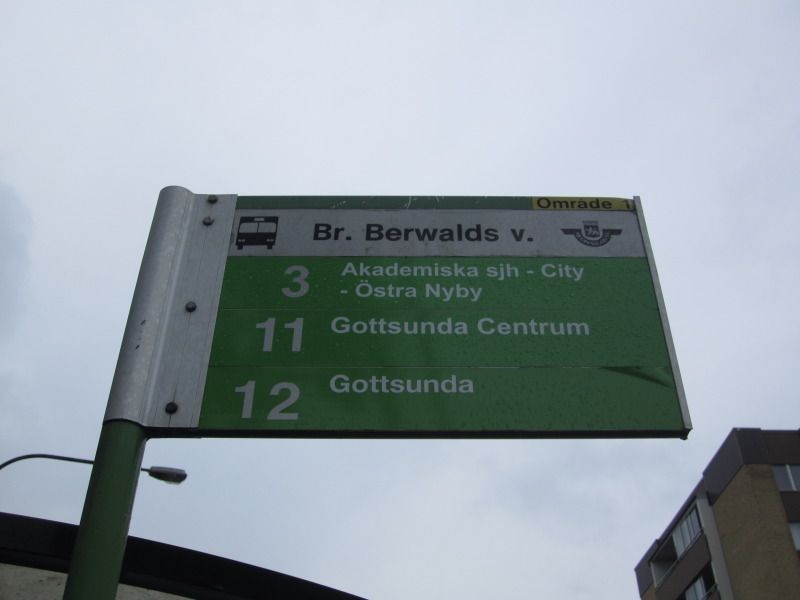 Område 1
Br. Berwalds v.
3 Akademiska sjh - City
- Östra Nyby
11 Gottsunda Centrum
12 Gottsunda